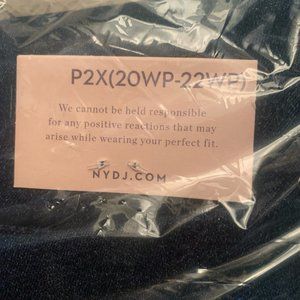 P2X(20WP-22WP)
We cannot be held responsible
for any positive reactions that may
arise while wearing your perfect fit.
NYDJ.COM